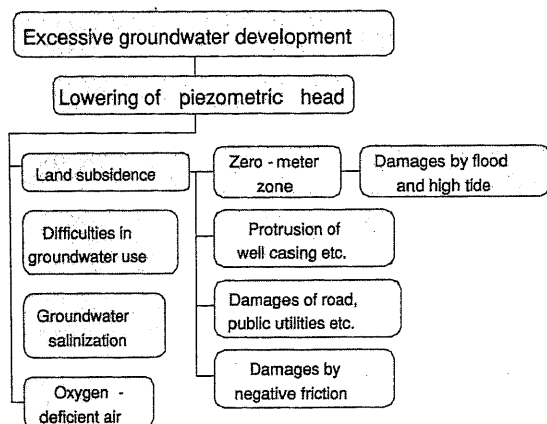 Excessive groundwater development
Lowering of piezometric head
Land subsidence
Zero - meter
zone
Damages by flood
and high tide
Difficulties in
groundwater use
Protrusion of
well casing etc.
Groundwater
salinization
Damages of road,
public utilities etc.
Oxygen -
deficient air
Damages by
negative friction